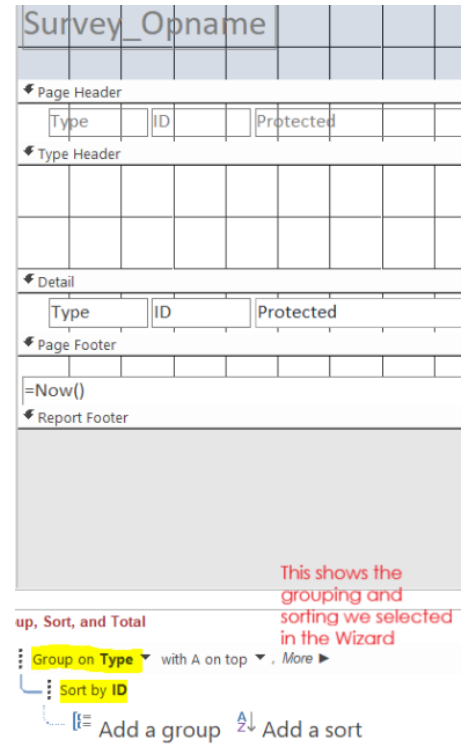 Survey_Opname
Page Header
Type ID Protected
Type Header
Detail
Type ID Protected
Page Footer
=Now()
Report Footer
This shows the
grouping and
sorting we selected
in the Wizard
up, Sort, and Total
Group on Type with A on top , More
Sort by ID
Add a group Add a sort